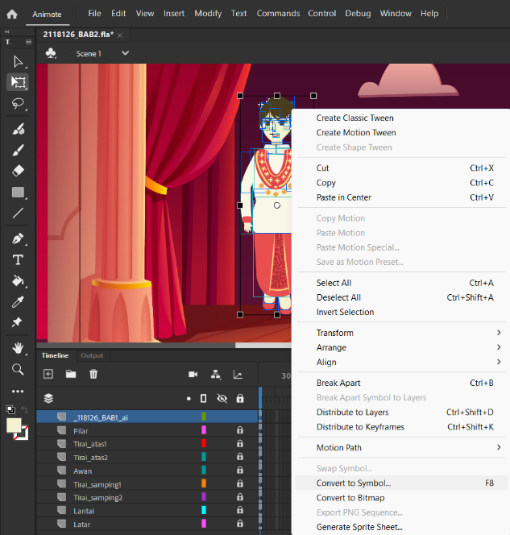 Animate File Edit View Insert Modify Text Commands Control Debug Window Help
2118126_BAB2.fla* ×
Scene 1
Create Classic Tween
Create Motion Tween
Create Shape Tween
Cut Ctrl+X
Copy Ctrl+C
Paste in Center Ctrl+V
Copy Motion
Paste Motion
Paste Motion Special...
Save as Motion Preset...
Select All Ctrl+A
Deselect All Ctrl+Shift+A
Invert Selection
Transform
Arrange
Align
Break Apart Ctrl+B
Break Apart Symbol to Layers
Distribute to Layers Ctrl+Shift+D
Distribute to Keyframes Ctrl+Shift+K
Motion Path
Swap Symbol...
Convert to Symbol... F8
Convert to Bitmap
Export PNG Sequence...
Generate Sprite Sheet...
Timeline Output
30
_118126_BAB1_ai
Pilar
Tirai_atas1
Tirai_atas2
Awan
Tirai_samping1
Tirai_samping2
Lantai
Latar